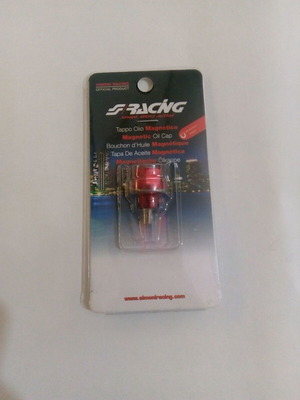 SIMONI RACING
OFFICIAL PRODUCT
S-RACING
Tappo Olio Magnetico
Magnetic Oil Cap
Bouchon d'Huile Magnétique
Tapa De Aceite Magnético
www.simoniracing.com